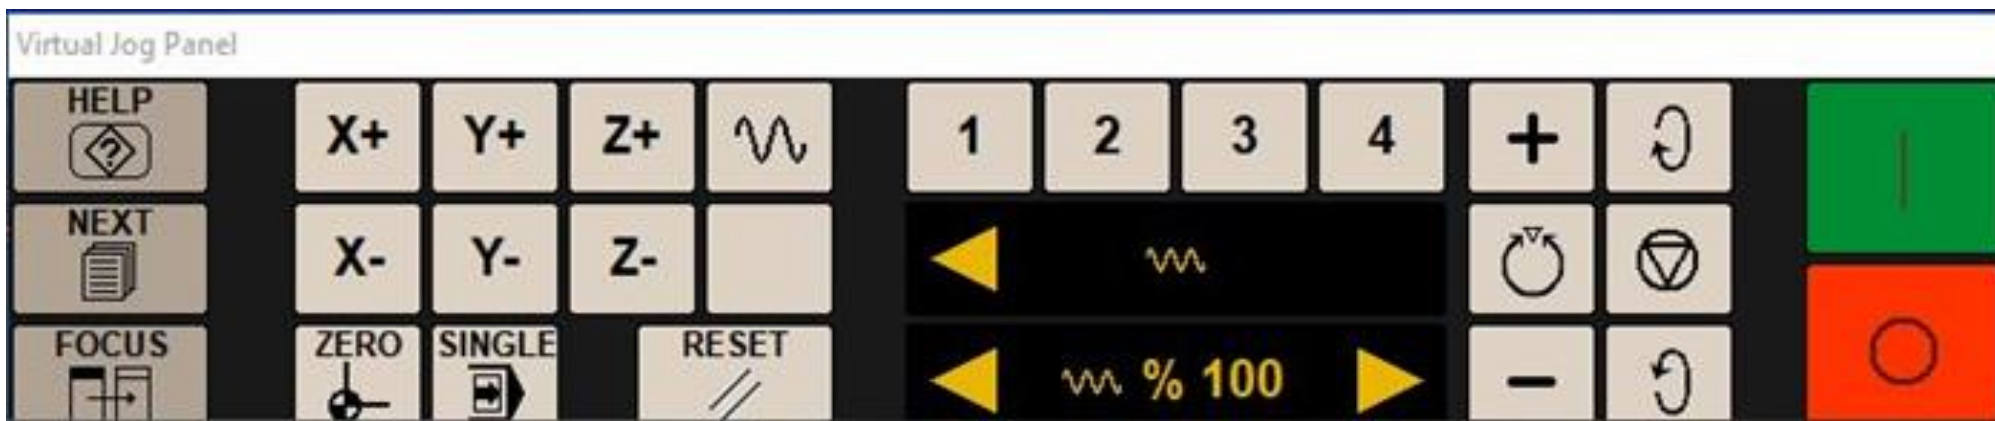 Virtual Jog Panel
HELP
X+ Y+ Z+ 1 2 3 4 +
NEXT
X- Y- Z-
FOCUS ZERO SINGLE RESET
% 100 -